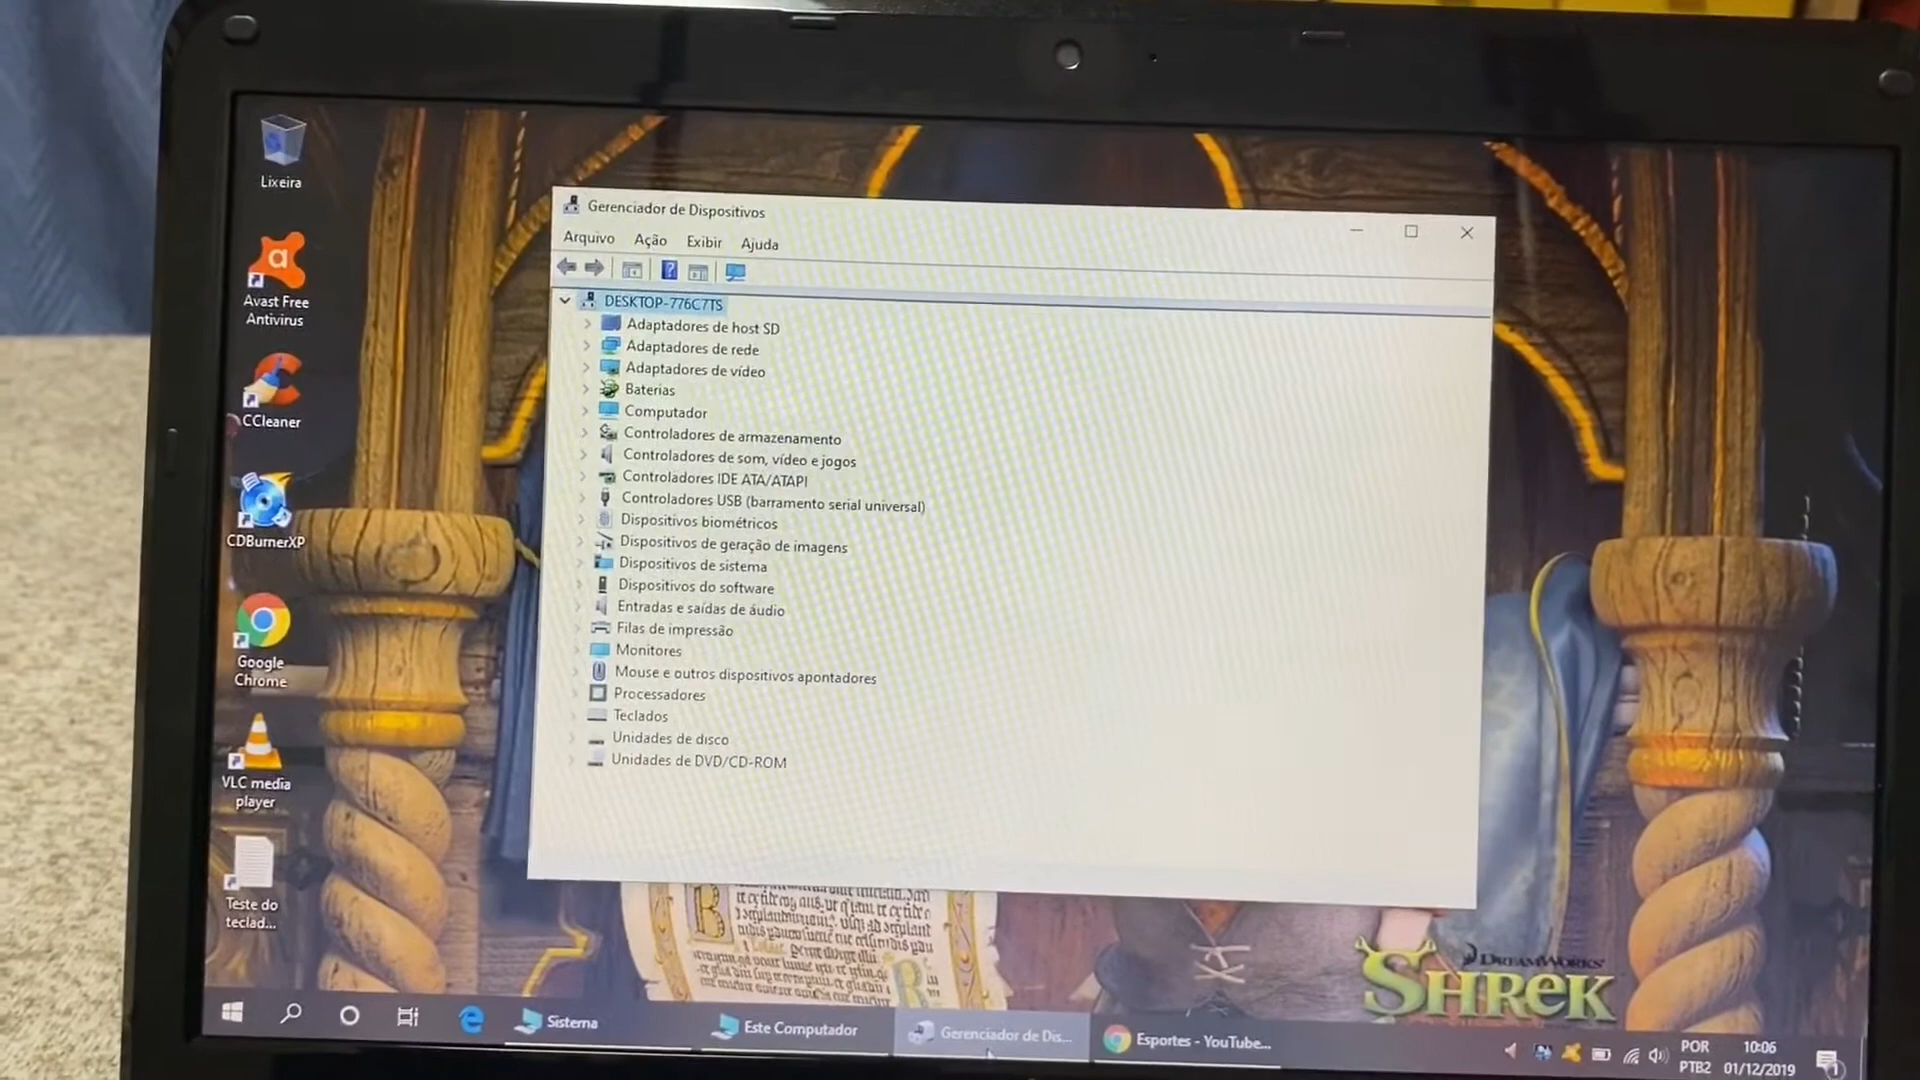 Lixeira
Avast Free
Antivirus
CCleaner
CDBurnerXP
Google
Chrome
VLC media
player
Teste do
teclad...
Gerenciador de Dispositivos
Arquivo Ação Exibir Ajuda
DESKTOP-776C7TS
Adaptadores de host SD
Adaptadores de rede
Adaptadores de vídeo
Baterias
Computador
Controladores de armazenamento
Controladores de som, vídeo e jogos
Controladores IDE ATA/ATAPI
Controladores USB (barramento serial universal)
Dispositivos biométricos
Dispositivos de geração de imagens
Dispositivos de sistema
Dispositivos do software
Entradas e saídas de áudio
Filas de impressão
Monitores
Mouse e outros dispositivos apontadores
Processadores
Teclados
Unidades de disco
Unidades de DVD/CD-ROM
DREAMWORKS
SHREK
Sistema
Este Computador
Gerenciador de Dis...
Esportes - YouTube...
POR
PTB2
10:06
01/12/2019